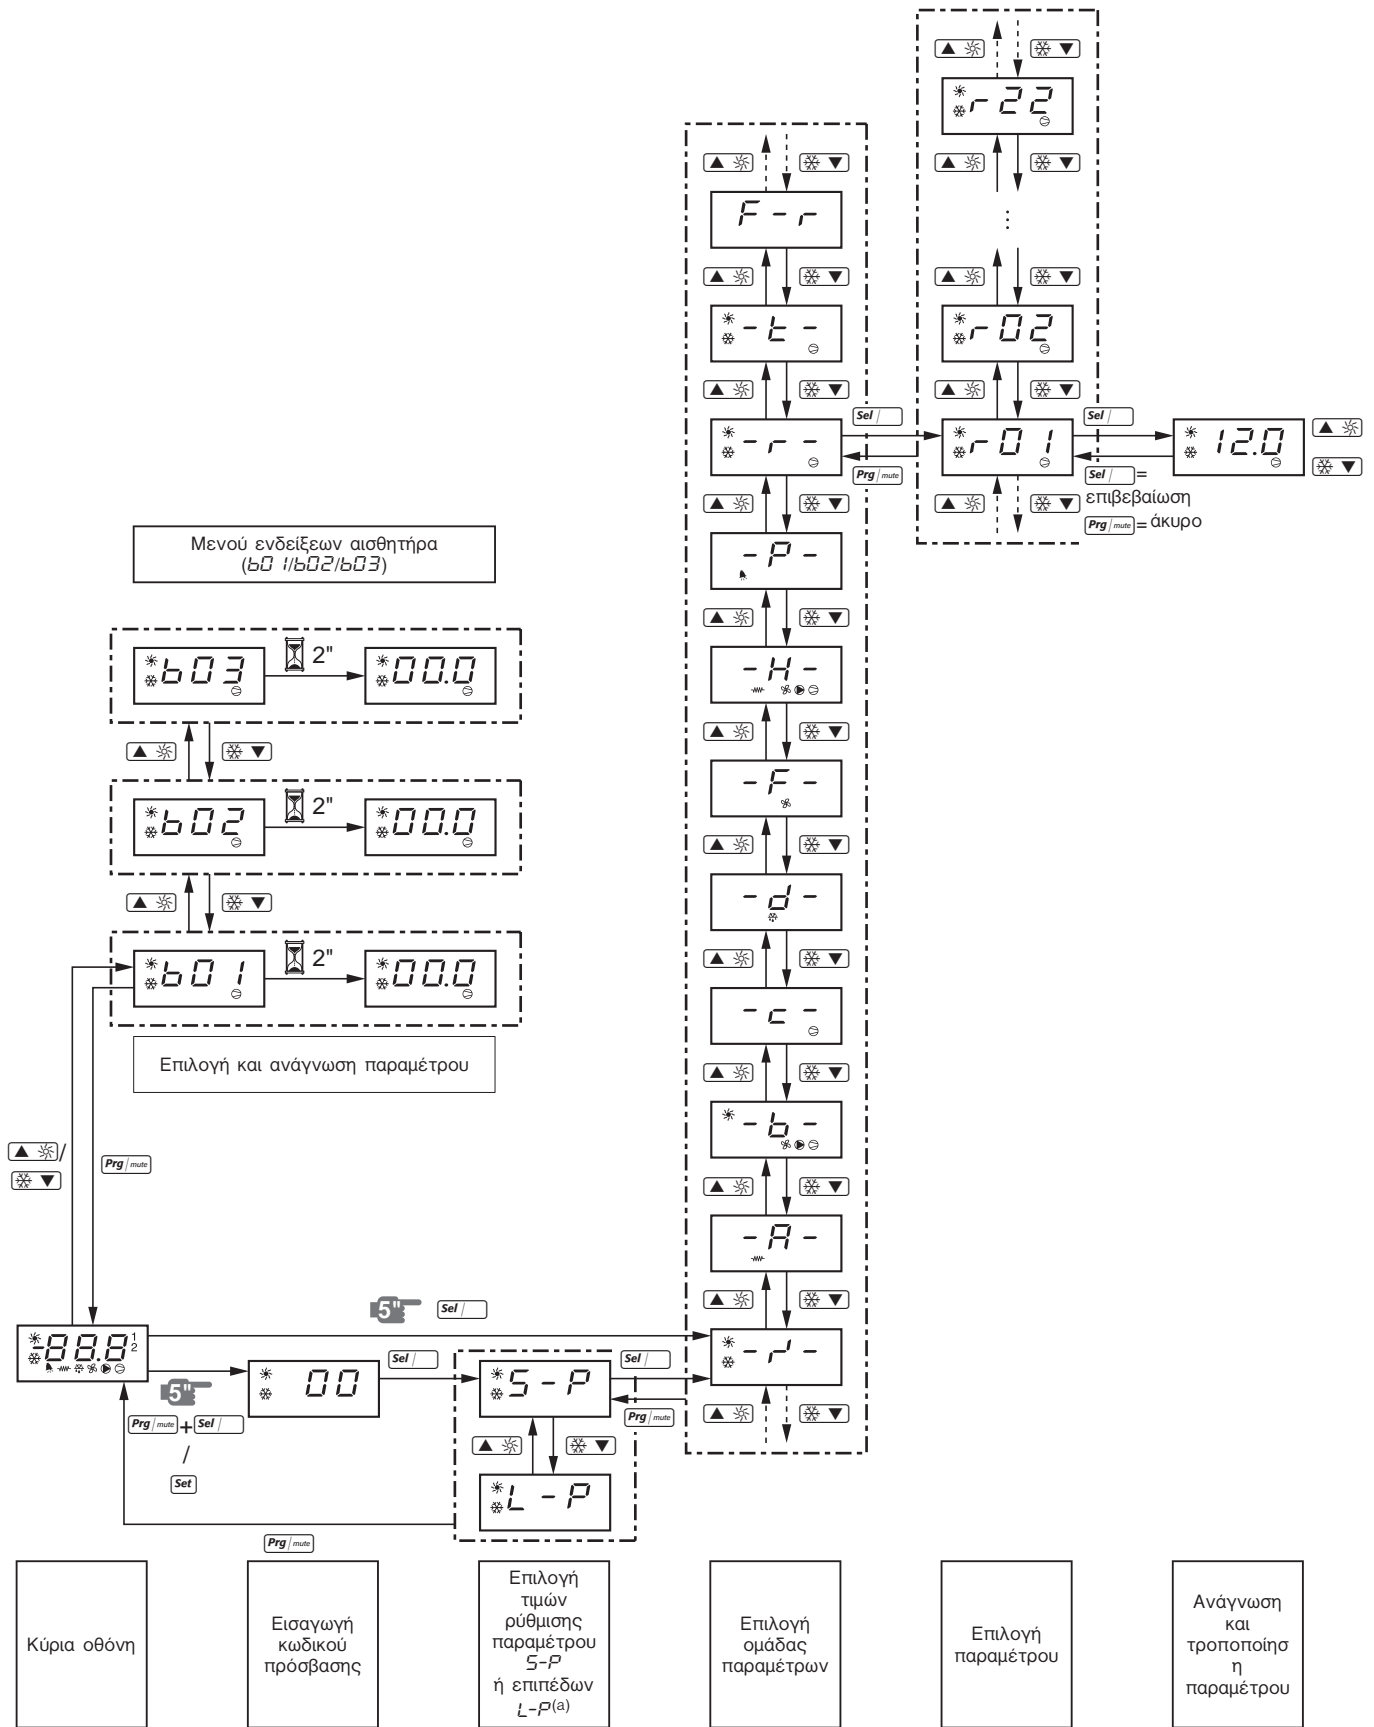 r22
F-r
⋮
-t-
r02
Sel
Sel
-r-
r01
12.0
Prg/mute
Sel =
επιβεβαίωση
Prg/mute = άκυρο
Μενού ενδείξεων αισθητήρα
(b01/b02/b03)
-P-
b03
2"
00.0
-H-
b02
2"
00.0
-F-
-d-
b01
2"
00.0
-c-
Επιλογή και ανάγνωση παραμέτρου
-b-
/
Prg/mute
-A-
5"
Sel
-88.8
1
2
-r-
5"
00
Sel
S-P
Sel
Prg/mute + Sel
/
Set
Prg/mute
L-P
Prg/mute
Κύρια οθόνη
Εισαγωγή
κωδικού
πρόσβασης
Επιλογή
τιμών
ρύθμισης
παραμέτρου
S-P
ή επιπέδων
L-P(a)
Επιλογή
ομάδας
παραμέτρων
Επιλογή
παραμέτρου
Ανάγνωση
και
τροποποίησ
η
παραμέτρου